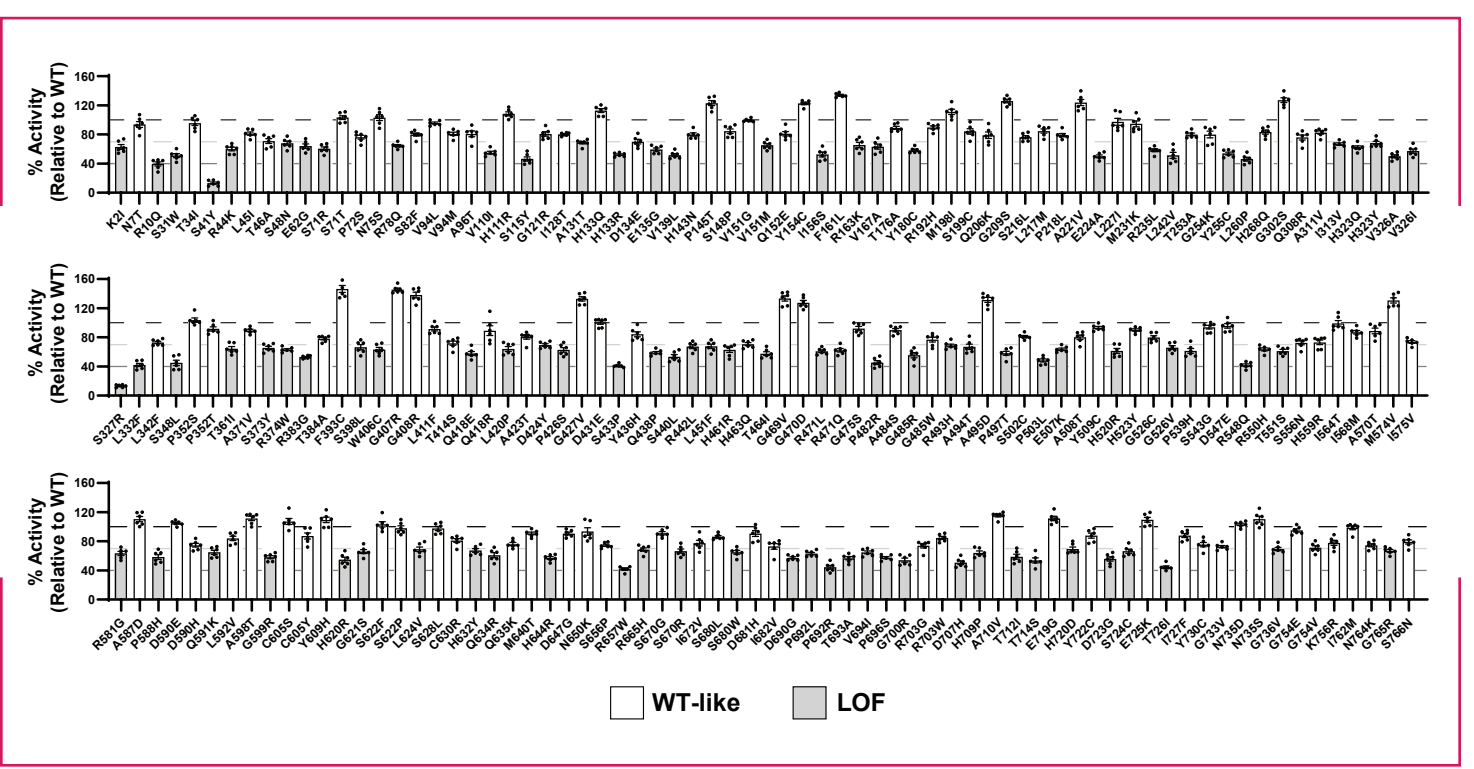 % Activity
(Relative to WT)
160
120
80
40
0
K2I N7T R10Q S31W T34I S41Y R44K L45I T46A S48N E62G S71R S71T P72S N75S R78Q S82F V94L V94M A96T V110I H111R S115Y G121R I128T A131T H133Q H133R D134E E135G V139L H143N P145T S148P V151G V151M Q152E Y154C I156S F161L R163K V167A T176A Y180C R192H M198I S199C Q206K G209S S216L L217M P218L A221V E224A L227I M231K R235L L242V T253A G254K Y256C L260P H268Q G302S Q308R A311V I313V H323Q H323Y V326A V326I
% Activity
(Relative to WT)
160
120
80
40
0
S327R L332F L342F S348L P352S P352T T361I A371V S373Y R374W R383G T384A F393C S398L W406C G407R G408R L411F T414S Q418E Q418R L420P A423T D424Y P426S G427V D431E S433P Y436H Q438P S440L R442L L451F H461R H463Q T464I G469V G470D R471L R471Q G475S P482R A484S G485R G485W R493H A494T A495D P497T S502C P503L E507K A508T Y509C H520R H523Y G526C G526V P539H S543G D547E R548Q R550H T551S S556N H559R I564T I568M A570T M574V I575V
% Activity
(Relative to WT)
160
120
80
40
0
R581G A587D P588H D590E D590H Q591K L592V A598T G599R C605S C605Y Y609H H620R G621S S622F S622P L624V S628L C630R H632Y Q634R Q635K M640T H644R D647G N650K S656P R657W R665H S670G S670R I672V S680L S680W D681H I682V D690G P692L P692R T693A V694I P696S G700R R703G R703W D707H H709P A710V T712I T714S E719G H720D Y722C D723G S724C E725K T726I I727F Y730C G733V N735D N735S G736V G754E G754V K756R I762M N764K G765R S766N
WT-like LOF